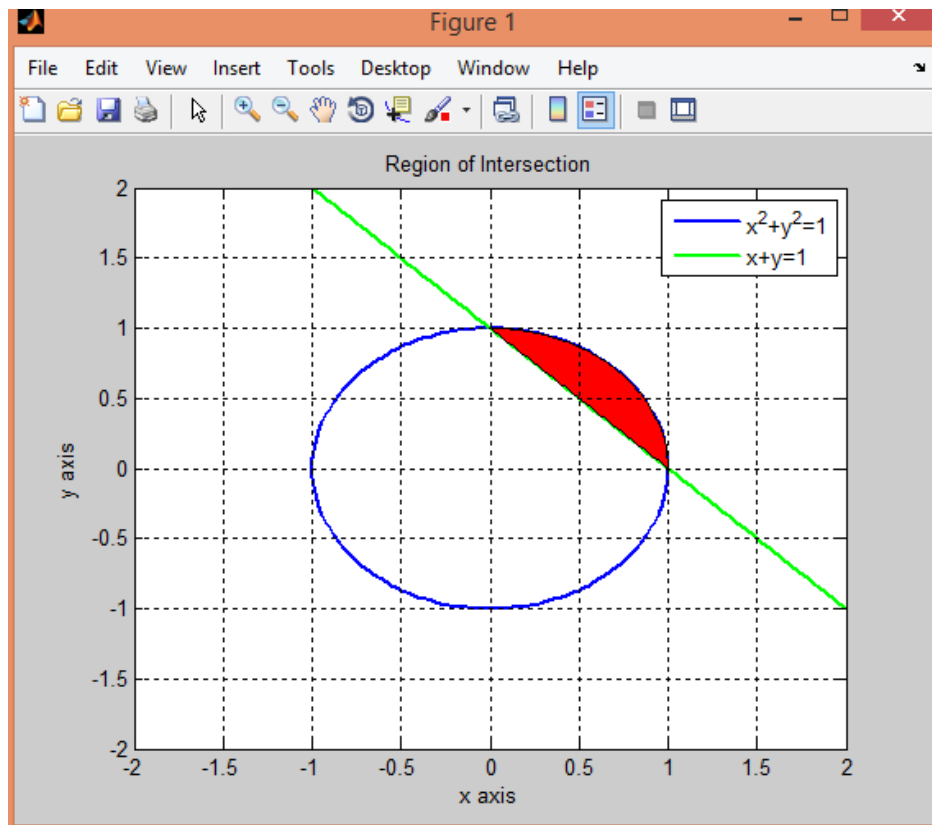 Figure 1
File Edit View Insert Tools Desktop Window Help
Region of Intersection
x²+y²=1
x+y=1
2
1.5
1
0.5
0
-0.5
-1
-1.5
-2
y axis
-2 -1.5 -1 -0.5 0 0.5 1 1.5 2
x axis